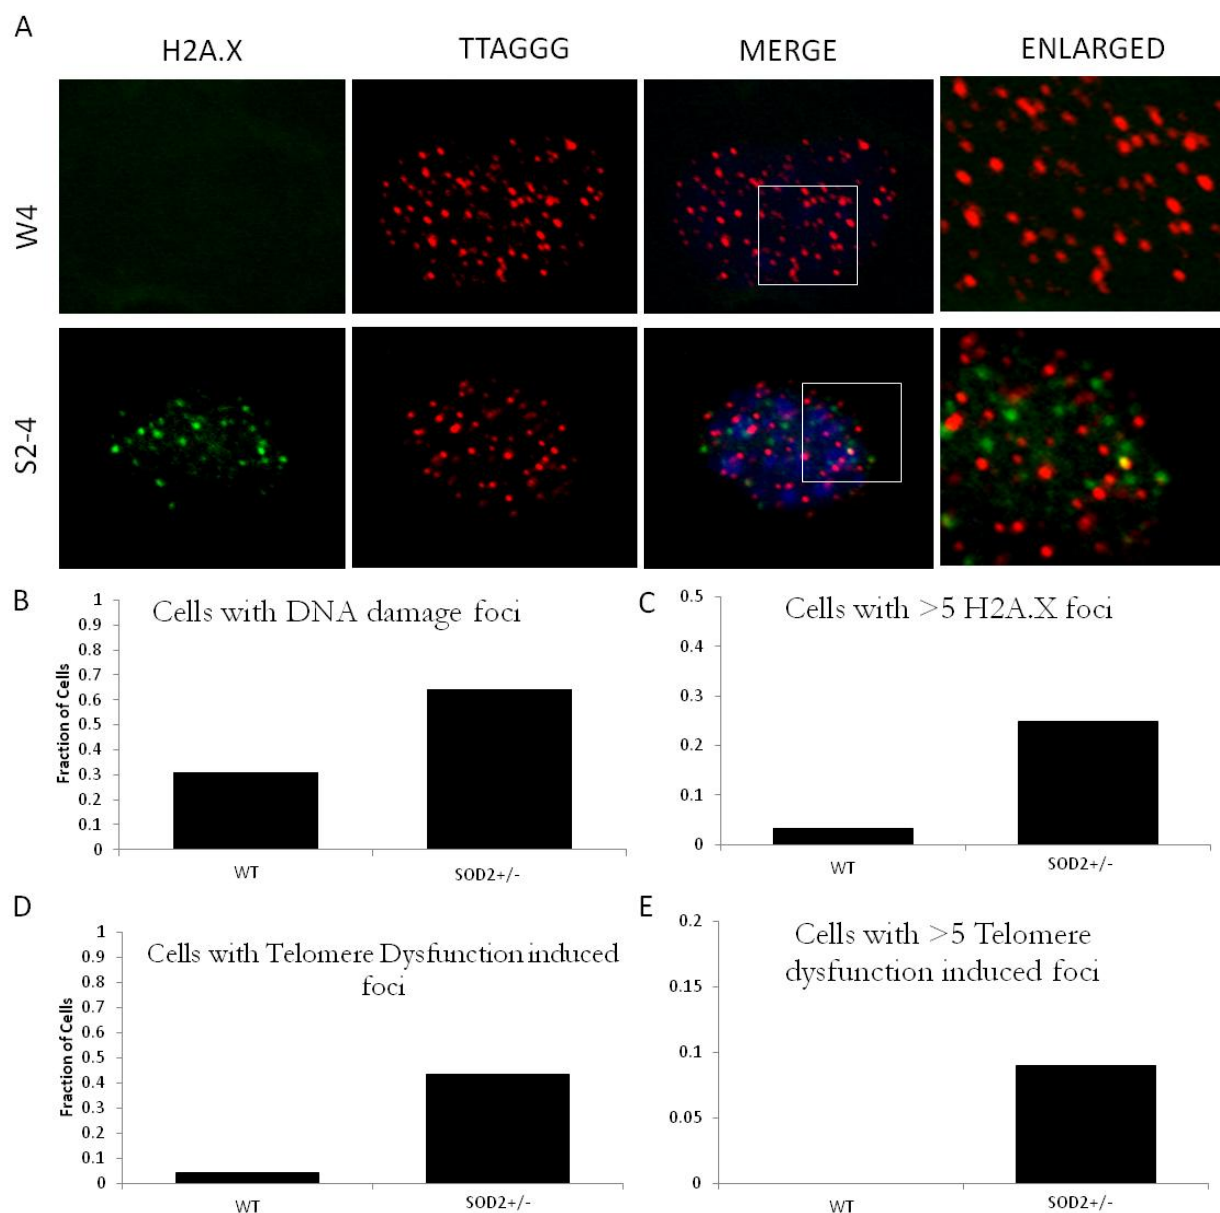 A
H2A.X
TTAGGG
MERGE
ENLARGED
W4
S2-4
B
Cells with DNA damage foci
Fraction of Cells
1
0.9
0.8
0.7
0.6
0.5
0.4
0.3
0.2
0.1
0
WT
SOD2+/-
C
Cells with >5 H2A.X foci
0.5
0.4
0.3
0.2
0.1
0
WT
SOD2+/-
D
Cells with Telomere Dysfunction induced
foci
Fraction of Cells
1
0.9
0.8
0.7
0.6
0.5
0.4
0.3
0.2
0.1
0
WT
SOD2+/-
E
Cells with >5 Telomere
dysfunction induced foci
0.2
0.15
0.1
0.05
0
WT
SOD2+/-